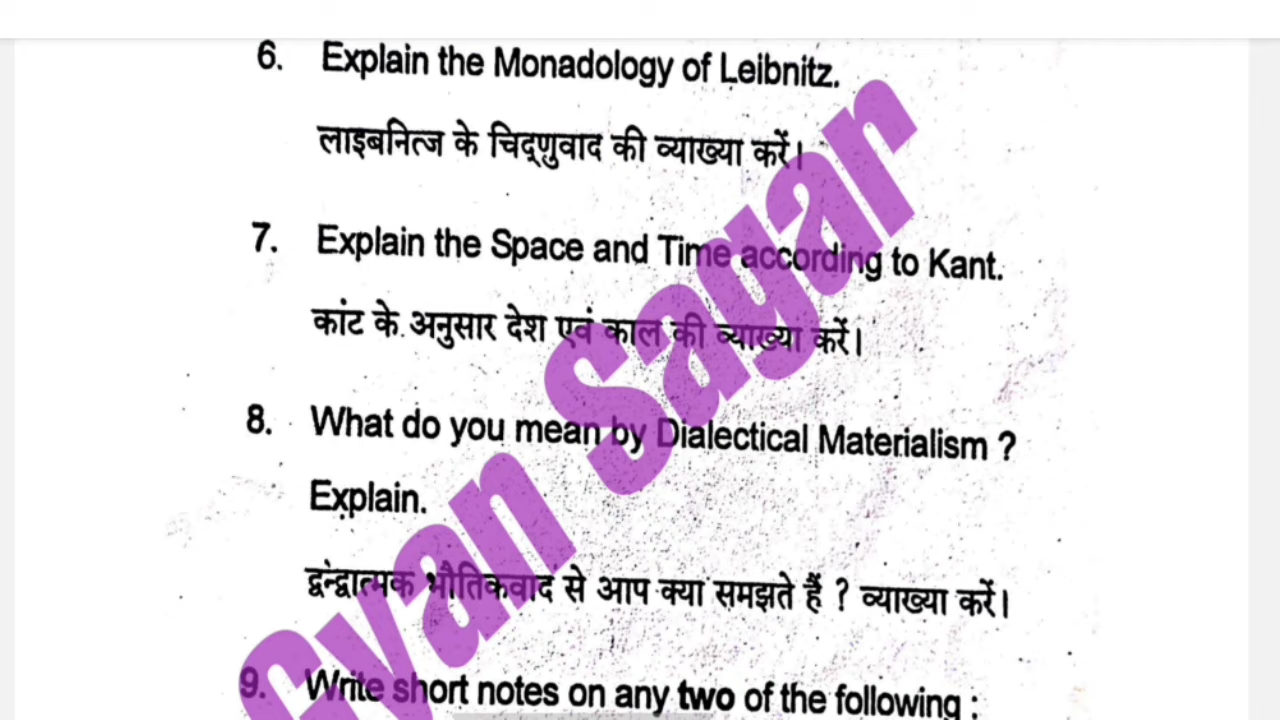 6. Explain the Monadology of Leibnitz.
लाइबनित्ज के चिद्णुवाद की व्याख्या करें।
7. Explain the Space and Time according to Kant.
कांट के अनुसार देश एवं काल की व्याख्या करें।
8. What do you mean by Dialectical Materialism ?
Explain.
द्वन्द्वात्मक भौतिकवाद से आप क्या समझते हैं ? व्याख्या करें।
9. Write short notes on any two of the following :
Gyan Sagar